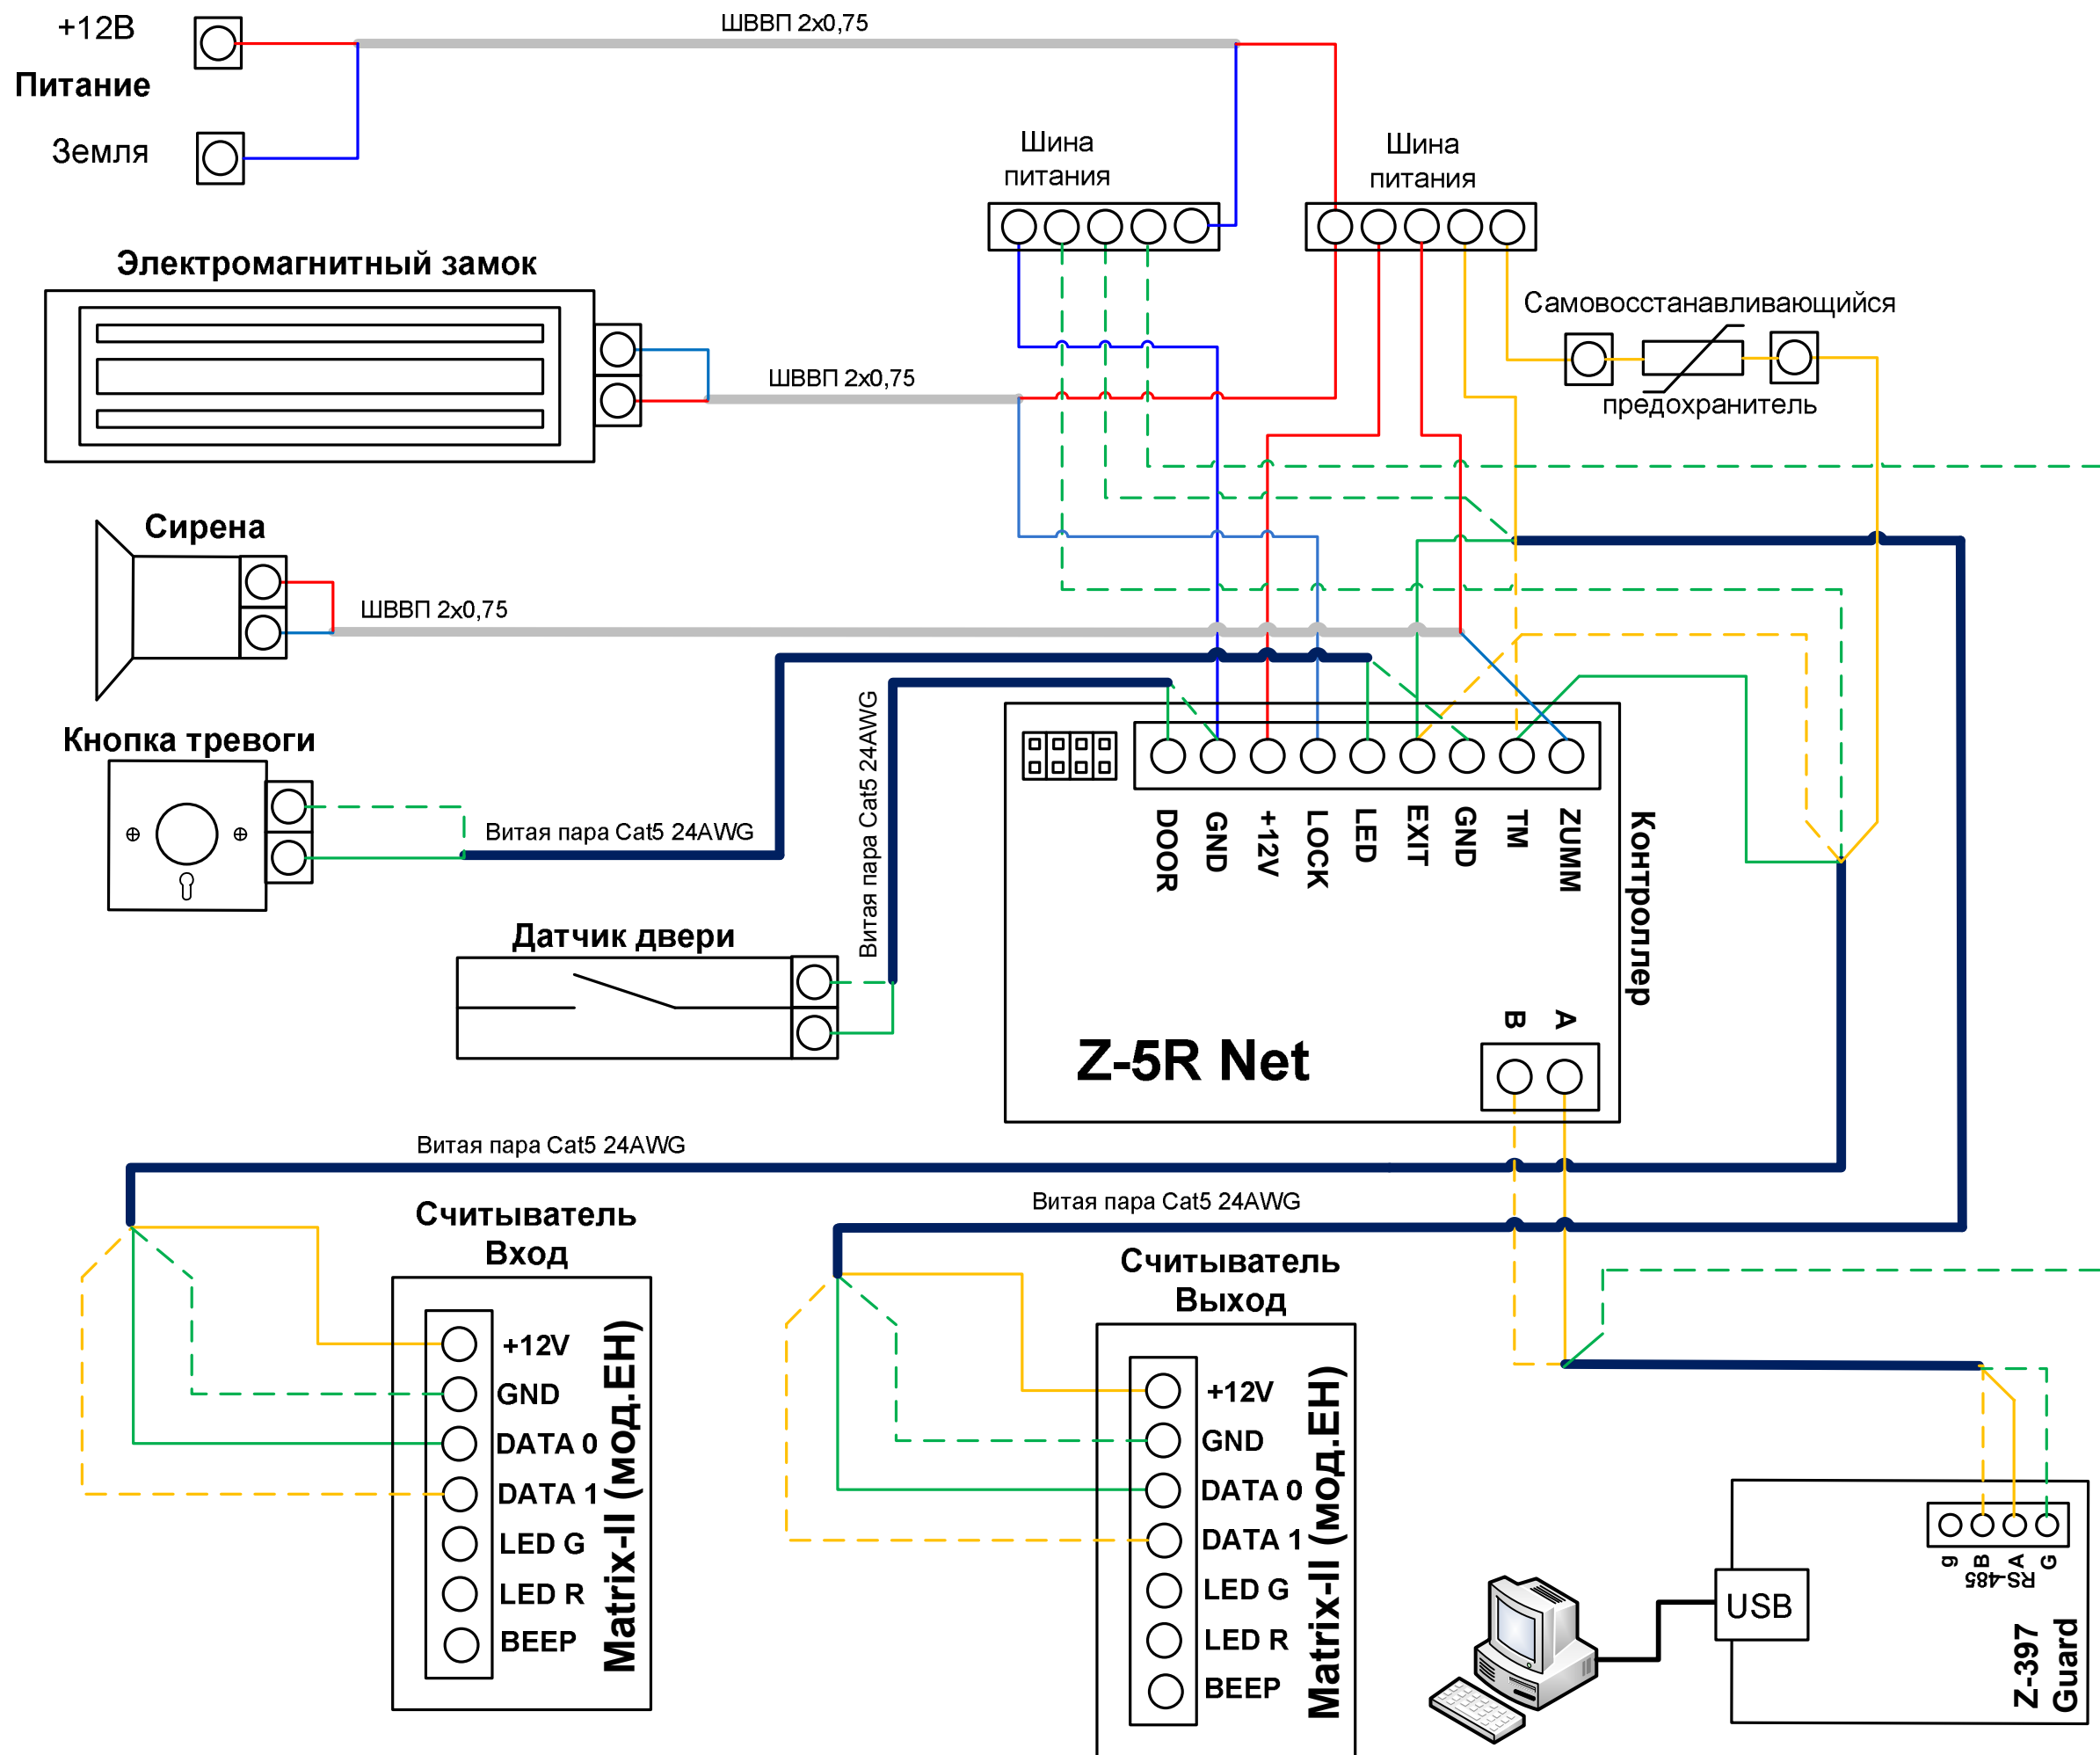 +12В
Питание
Земля
ШВВП 2х0,75
Шина
питания
Шина
питания
Электромагнитный замок
ШВВП 2х0,75
Самовосстанавливающийся
предохранитель
Сирена
ШВВП 2х0,75
Кнопка тревоги
Витая пара Cat5 24AWG
Витая пара Cat5 24AWG
Датчик двери
DOOR
GND
+12V
LOCK
LED
EXIT
GND
TM
ZUMM
Контроллер
B
A
Z-5R Net
Витая пара Cat5 24AWG
Считыватель
Вход
+12V
GND
DATA 0
DATA 1
LED G
LED R
BEEP
Matrix-II (мод.EH)
Витая пара Cat5 24AWG
Считыватель
Выход
+12V
GND
DATA 0
DATA 1
LED G
LED R
BEEP
Matrix-II (мод.EH)
g
B
A
G
RS-485
USB
Z-397
Guard